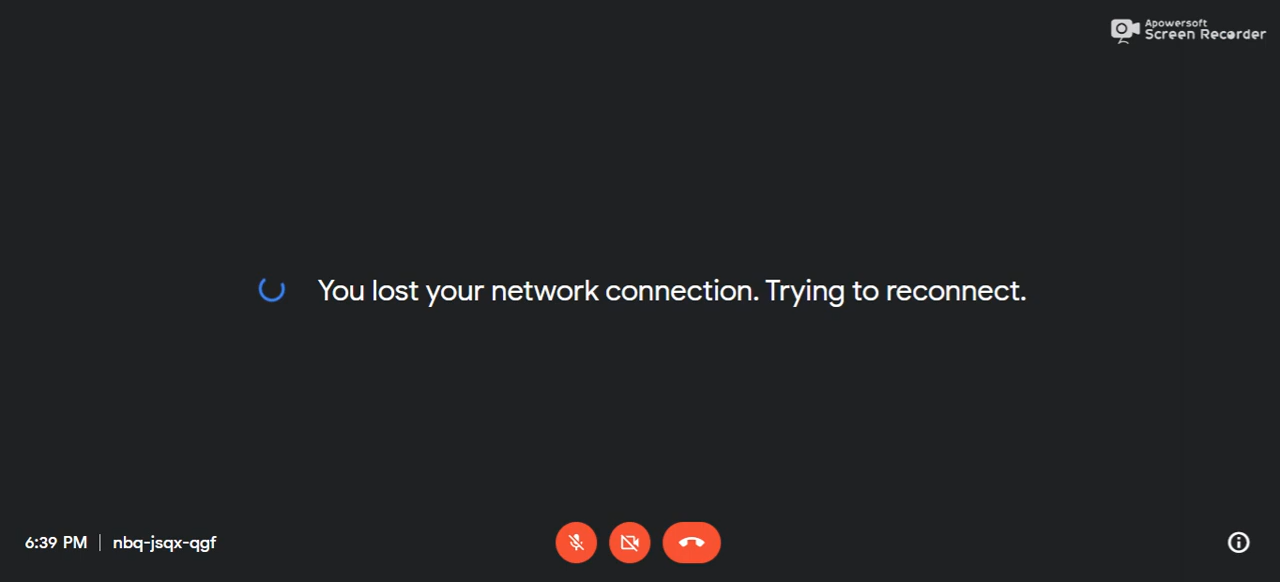 Apowersoft
Screen Recorder
You lost your network connection. Trying to reconnect.
6:39 PM | nbq-jsqx-qgf